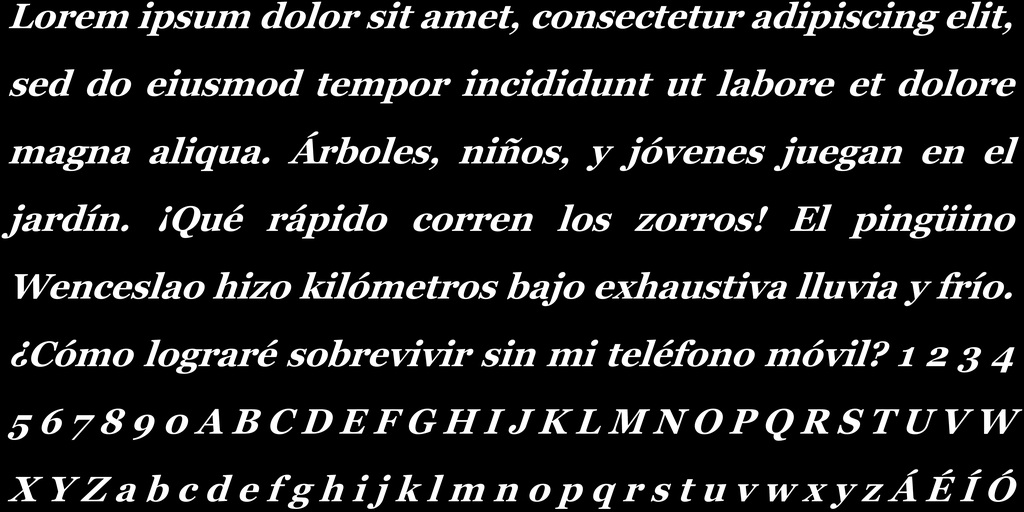 Lorem ipsum dolor sit amet, consectetur adipiscing elit,
sed do eiusmod tempor incididunt ut labore et dolore
magna aliqua. Árboles, niños, y jóvenes juegan en el
jardín. ¡Qué rápido corren los zorros! El pingüino
Wenceslao hizo kilómetros bajo exhaustiva lluvia y frío.
¿Cómo lograré sobrevivir sin mi teléfono móvil? 1 2 3 4
5 6 7 8 9 0 A B C D E F G H I J K L M N O P Q R S T U V W
X Y Z a b c d e f g h i j k l m n o p q r s t u v w x y z Á É Í Ó